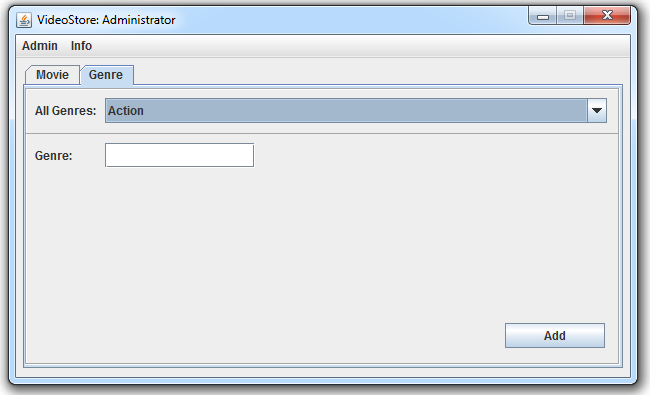 VideoStore: Administrator
Admin Info
Movie Genre
All Genres: Action
Genre:
Add